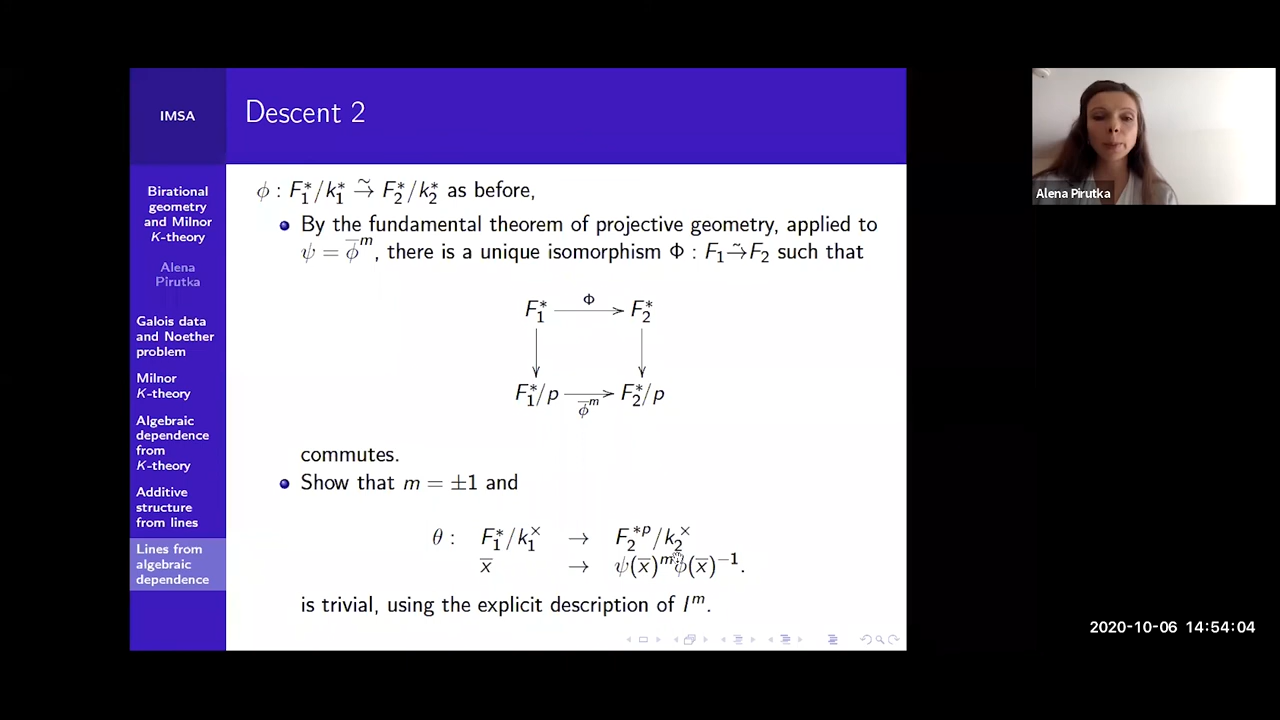 IMSA
Descent 2
Birational
geometry
and Milnor
K-theory
Alena
Pirutka
Galois data
and Noether
problem
Milnor
K-theory
Algebraic
dependence
from
K-theory
Additive
structure
from lines
Lines from
algebraic
dependence
ϕ : F₁*/k₁* →̃ F₂*/k₂* as before,
• By the fundamental theorem of projective geometry, applied to
ψ = ϕ̅ᵐ, there is a unique isomorphism Φ : F₁ →̃ F₂ such that
Φ
F₁* → F₂*
F₁*/p → F₂*/p
ϕ̅ᵐ
commutes.
• Show that m = ±1 and
θ : F₁*/k₁ˣ → F₂*ᵖ/k₂ˣ
x̅ → ψ(x̅)ᵐϕ(x̅)⁻¹.
is trivial, using the explicit description of Iᵐ.
Alena Pirutka
2020-10-06 14:54:04